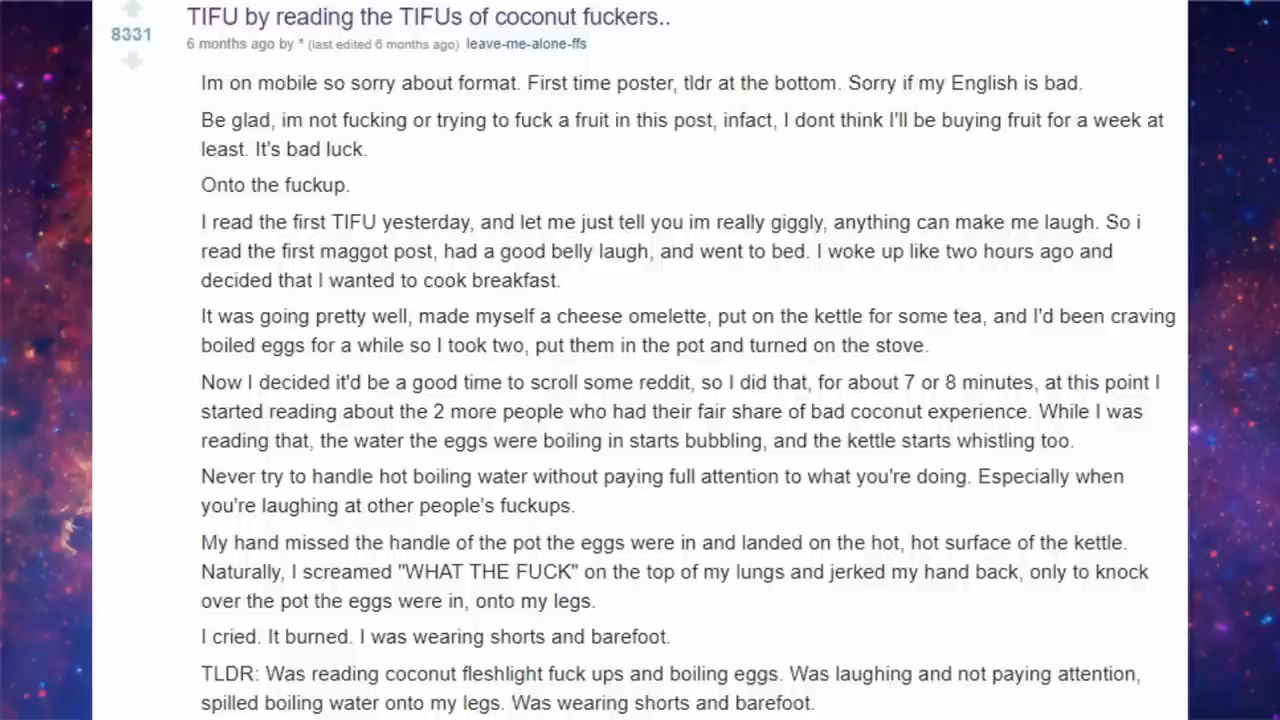 TIFU by reading the TIFUs of coconut fuckers..
8331
6 months ago by * (last edited 6 months ago) leave-me-alone-ffs
Im on mobile so sorry about format. First time poster, tldr at the bottom. Sorry if my English is bad.
Be glad, im not fucking or trying to fuck a fruit in this post, infact, I dont think I'll be buying fruit for a week at
least. It's bad luck.
Onto the fuckup.
I read the first TIFU yesterday, and let me just tell you im really giggly, anything can make me laugh. So i
read the first maggot post, had a good belly laugh, and went to bed. I woke up like two hours ago and
decided that I wanted to cook breakfast.
It was going pretty well, made myself a cheese omelette, put on the kettle for some tea, and I'd been craving
boiled eggs for a while so I took two, put them in the pot and turned on the stove.
Now I decided it'd be a good time to scroll some reddit, so I did that, for about 7 or 8 minutes, at this point I
started reading about the 2 more people who had their fair share of bad coconut experience. While I was
reading that, the water the eggs were boiling in starts bubbling, and the kettle starts whistling too.
Never try to handle hot boiling water without paying full attention to what you're doing. Especially when
you're laughing at other people's fuckups.
My hand missed the handle of the pot the eggs were in and landed on the hot, hot surface of the kettle.
Naturally, I screamed "WHAT THE FUCK" on the top of my lungs and jerked my hand back, only to knock
over the pot the eggs were in, onto my legs.
I cried. It burned. I was wearing shorts and barefoot.
TLDR: Was reading coconut fleshlight fuck ups and boiling eggs. Was laughing and not paying attention,
spilled boiling water onto my legs. Was wearing shorts and barefoot.